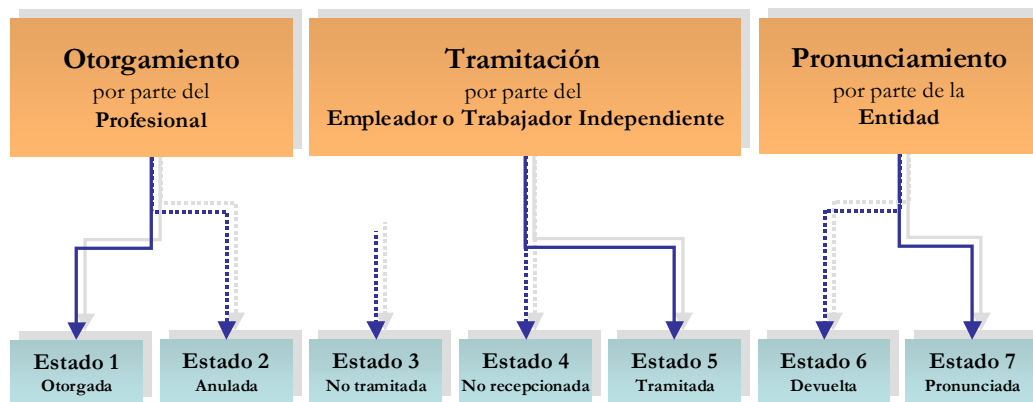 Otorgamiento
por parte del
Profesional
Tramitación
por parte del
Empleador o Trabajador Independiente
Pronunciamiento
por parte de la
Entidad
Estado 1
Otorgada
Estado 2
Anulada
Estado 3
No tramitada
Estado 4
No recepcionada
Estado 5
Tramitada
Estado 6
Devuelta
Estado 7
Pronunciada